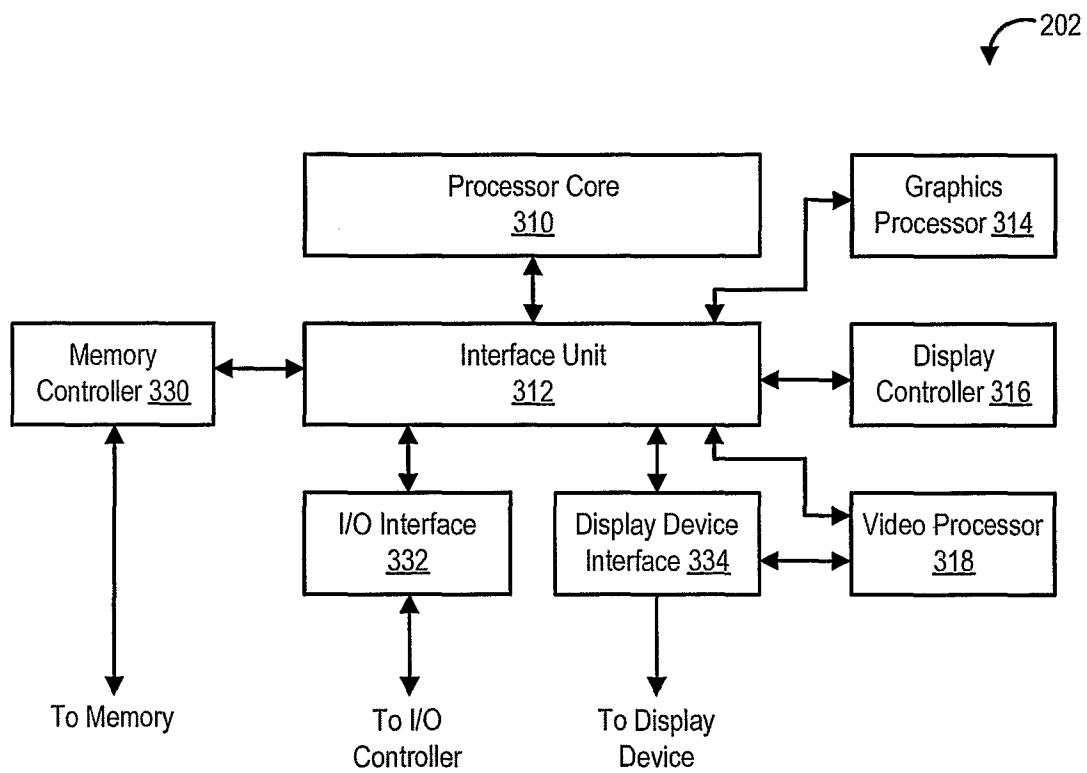 202
Processor Core
310
Graphics
Processor 314
Memory
Controller 330
Interface Unit
312
Display
Controller 316
I/O Interface
332
Display Device
Interface 334
Video Processor
318
To Memory
To I/O
Controller
To Display
Device